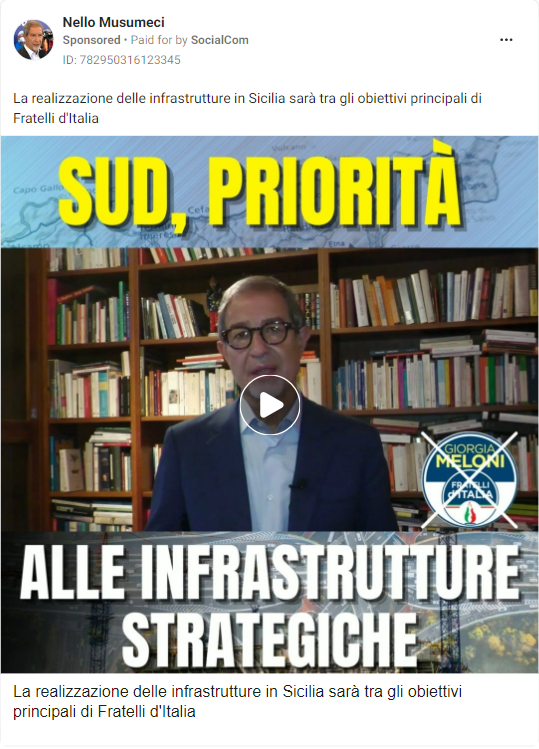 Nello Musumeci
Sponsored • Paid for by SocialCom
ID: 782950316123345
La realizzazione delle infrastrutture in Sicilia sarà tra gli obiettivi principali di
Fratelli d'Italia
Capo Gallo
SUD, PRIORITÀ
GIORGIA
MELONI
FRATELLI
d'ITALIA
ALLE INFRASTRUTTURE
STRATEGICHE
La realizzazione delle infrastrutture in Sicilia sarà tra gli obiettivi
principali di Fratelli d'Italia